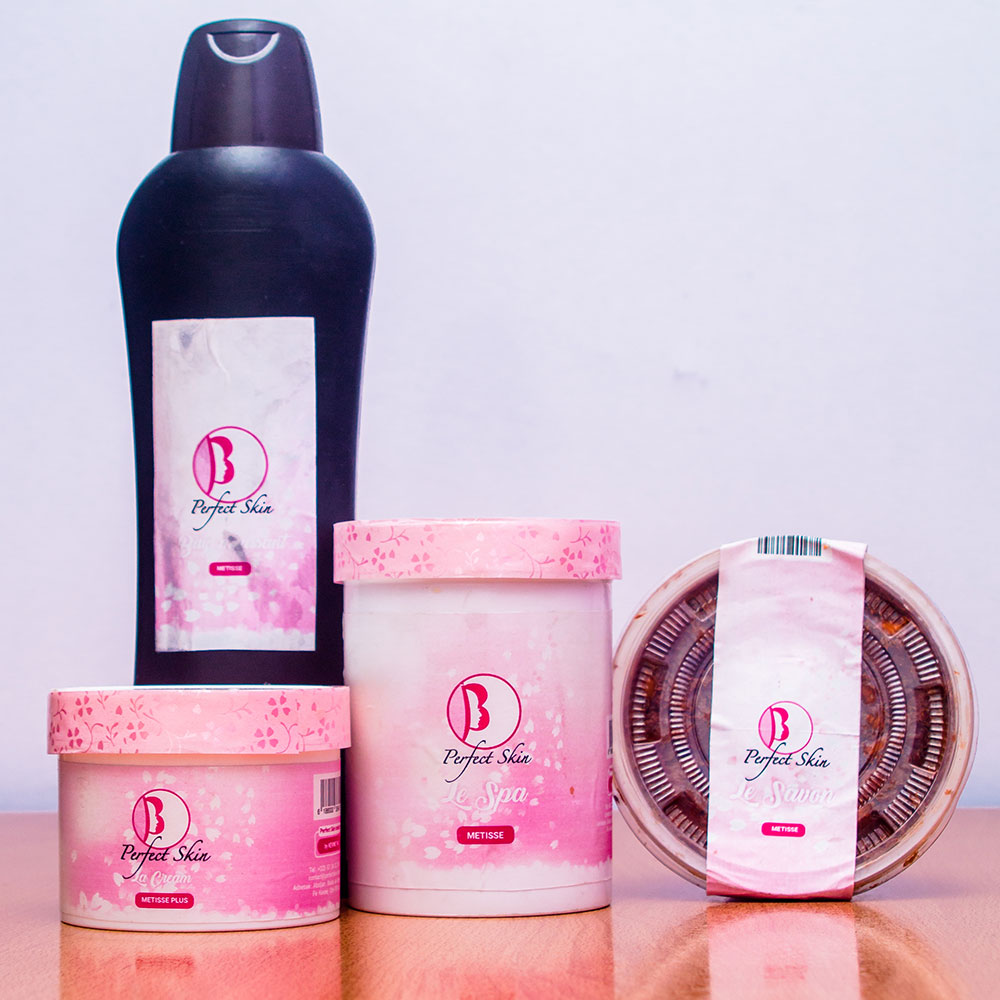 Perfect Skin
METISSE
Perfect Skin
La Cream
METISSE PLUS
Perfect Skin
Le Spa
METISSE
Perfect Skin
Le Savon
METISSE